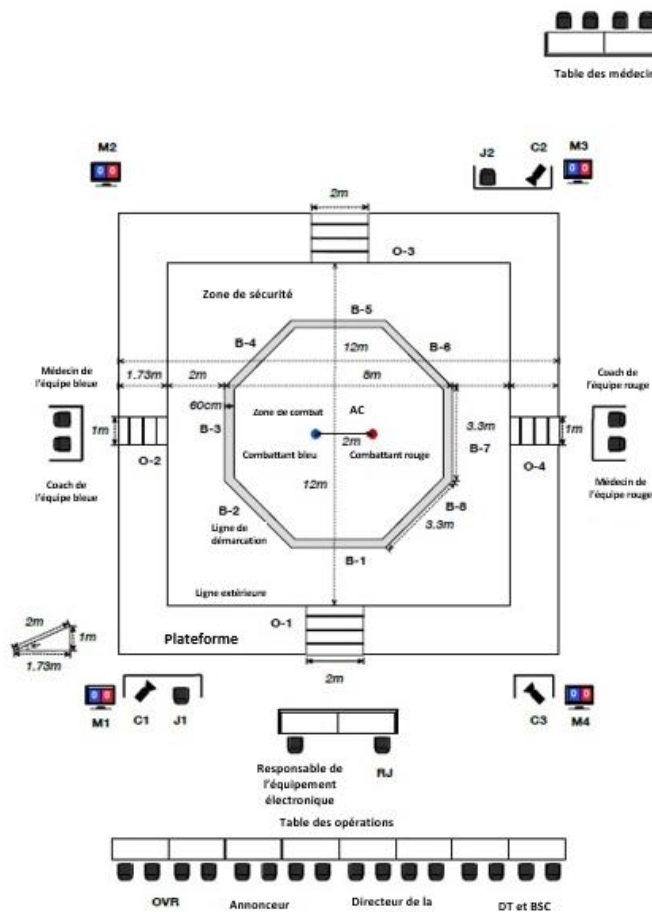 Table des médecin
M2
M3
J2
C2
2m
O-3
Zone de sécurité
B-5
B-4
B-6
12m
Médecin de
l'équipe bleue
1.73m
2m
8m
Coach de
l'équipe rouge
60cm
Zone de combat
AC
3.3m
1m
B-3
2m
B-7
1m
O-2
Combattant bleu
Combattant rouge
O-4
Coach de
l'équipe bleue
12m
Médecin de
l'équipe rouge
B-2
B-8
Ligne de
démarcation
3.3m
B-1
Ligne extérieure
O-1
2m
1m
Plateforme
1.73m
2m
0 0
M1
C1
J1
C3
M4
Responsable de
l'équipement
électronique
RJ
Table des opérations
OVR
Annonceur
Directeur de la
DT et BSC